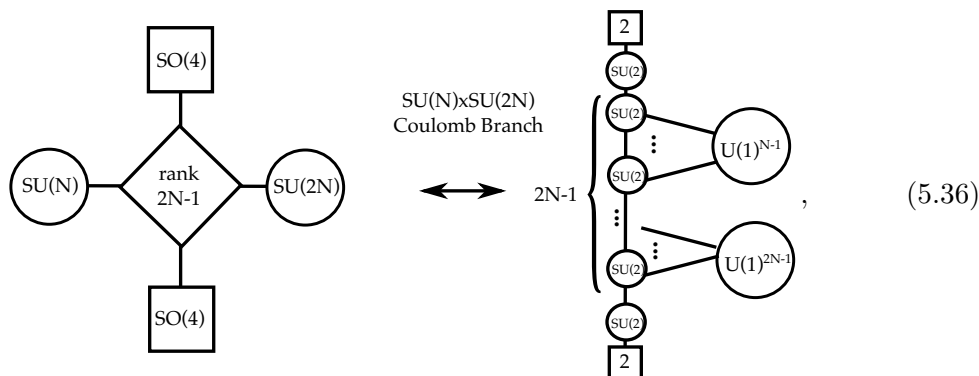 SO(4)
SU(N)
rank
2N-1
SU(2N)
SO(4)
SU(N)xSU(2N)
Coulomb Branch
2
SU(2)
SU(2)
⋮
SU(2)
2N-1
⋮
⋮
SU(2)
SU(2)
2
U(1)^{N-1}
U(1)^{2N-1}
,
(5.36)